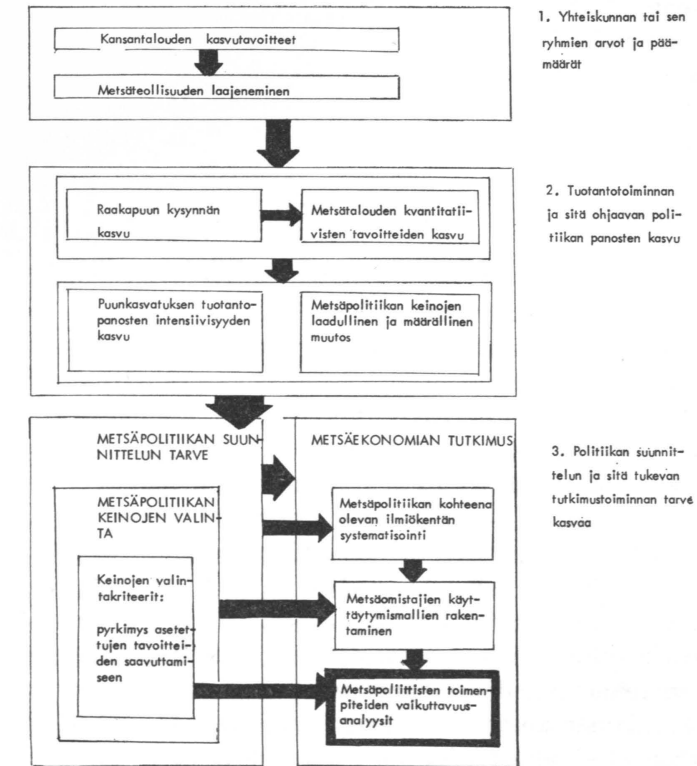 1. Yhteiskunnan tai sen
ryhmien arvot ja pää-
määrät
Kansantalouden kasvutavoitteet
Metsäteollisuuden laajeneminen
2. Tuotantotoiminnan
ja sitä ohjaavan poli-
tiikan panosten kasvu
Raakapuun kysynnän
kasvu
Metsätalouden kvantitatii-
visten tavoitteiden kasvu
Puunkasvatuksen tuotanto-
panosten intensiivisyyden
kasvu
Metsäpolitiikan keinojen
laadullinen ja määrällinen
muutos
3. Politiikan suunnit-
telun ja sitä tukevan
tutkimustoiminnan tarve
kasvaa
METSÄPOLITIIKAN SUUN-
NITTELUN TARVE
METSÄPOLITIIKAN
KEINOJEN VALIN-
TA
Keinojen valin-
takriteerit:
pyrkimys asetet-
tujen tavoittei-
den saavuttami-
seen
METSÄEKONOMIAN TUTKIMUS
Metsäpolitiikan kohteena
olevan ilmiökentän
systematisointi
Metsäomistajien käyt-
täytymismallien raken-
taminen
Metsäpoliittisten toimen-
piteiden vaikuttavuus-
analyysit